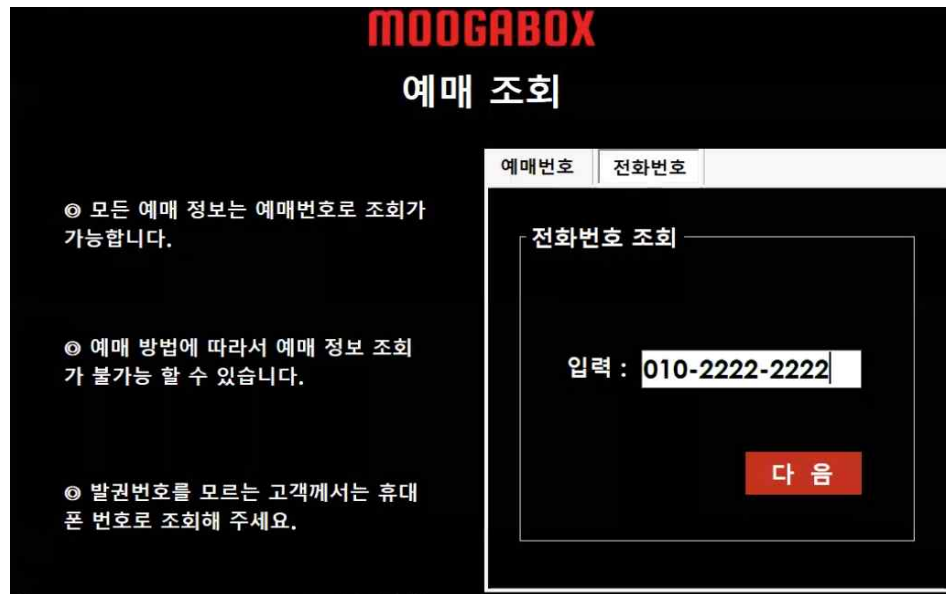 MOOGABOX
예매 조회
◎ 모든 예매 정보는 예매번호로 조회가
가능합니다.
◎ 예매 방법에 따라서 예매 정보 조회
가 불가능 할 수 있습니다.
◎ 발권번호를 모르는 고객께서는 휴대
폰 번호로 조회해 주세요.
예매번호 전화번호
전화번호 조회
입력 : 010-2222-2222
다 음